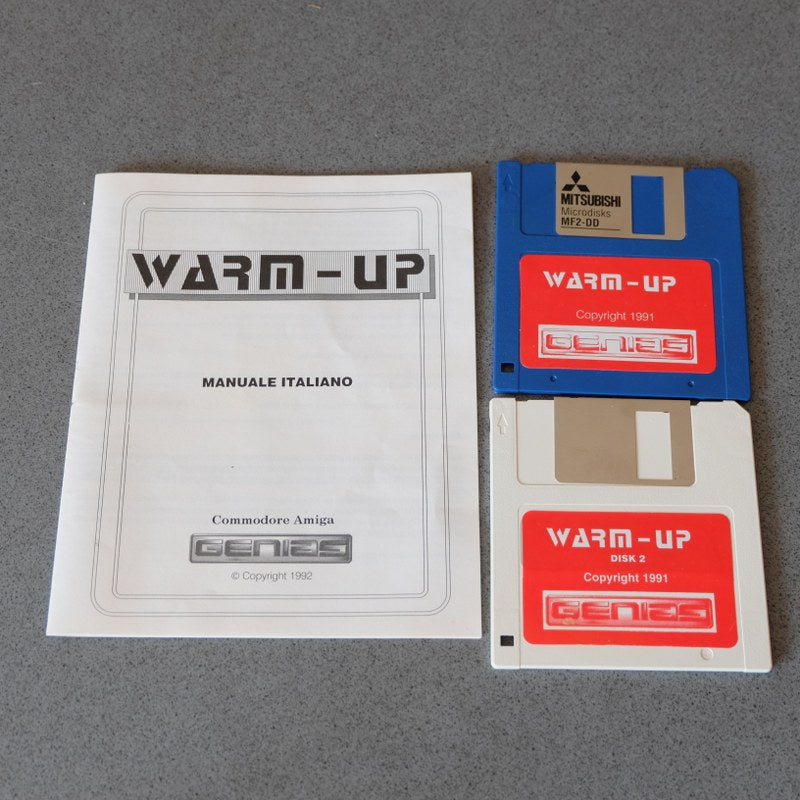 WARM-UP
MANUALE ITALIANO
Commodore Amiga
GENIAS
© Copyright 1992
MITSUBISHI
Microdisks
MF2-DD
WARM-UP
Copyright 1991
GENIAS
WARM-UP
DISK 2
Copyright 1991
GENIAS